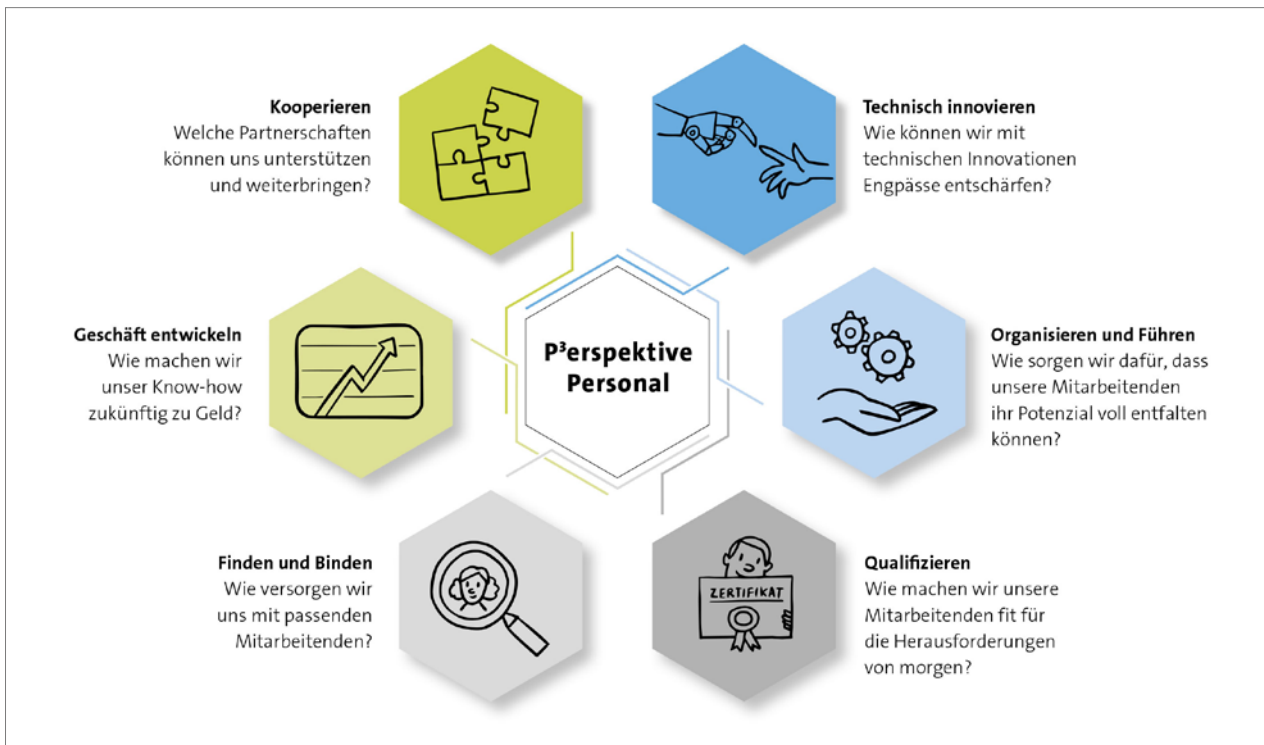 Kooperieren
Welche Partnerschaften
können uns unterstützen
und weiterbringen?
Technisch innovieren
Wie können wir mit
technischen Innovationen
Engpässe entschärfen?
Geschäft entwickeln
Wie machen wir
unser Know-how
zukünftig zu Geld?
P³erspektive
Personal
Organisieren und Führen
Wie sorgen wir dafür, dass
unsere Mitarbeitenden
ihr Potenzial voll entfalten
können?
Finden und Binden
Wie versorgen wir
uns mit passenden
Mitarbeitenden?
ZERTIFIKAT
Qualifizieren
Wie machen wir unsere
Mitarbeitenden fit für
die Herausforderungen
von morgen?